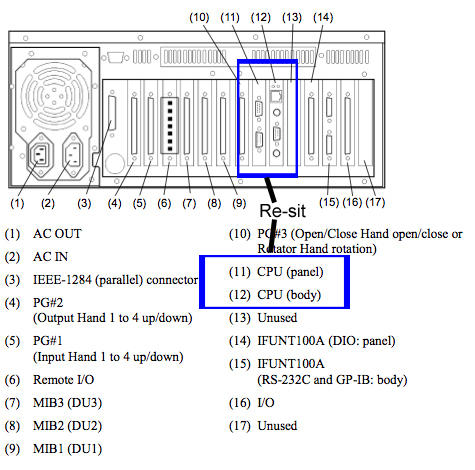 (10) (11) (12) (13) (14)
(1) (2) (3) (4) (5) (6) (7) (8) (9) (15) (16) (17)
Re-sit
(1) AC OUT
(2) AC IN
(3) IEEE-1284 (parallel) connector
(4) PG#2
(Output Hand 1 to 4 up/down)
(5) PG#1
(Input Hand 1 to 4 up/down)
(6) Remote I/O
(7) MIB3 (DU3)
(8) MIB2 (DU2)
(9) MIB1 (DU1)
(10) PG#3 (Open/Close Hand open/close or
Rotator Hand rotation)
(11) CPU (panel)
(12) CPU (body)
(13) Unused
(14) IFUNT100A (DIO: panel)
(15) IFUNT100A
(RS-232C and GP-IB: body)
(16) I/O
(17) Unused